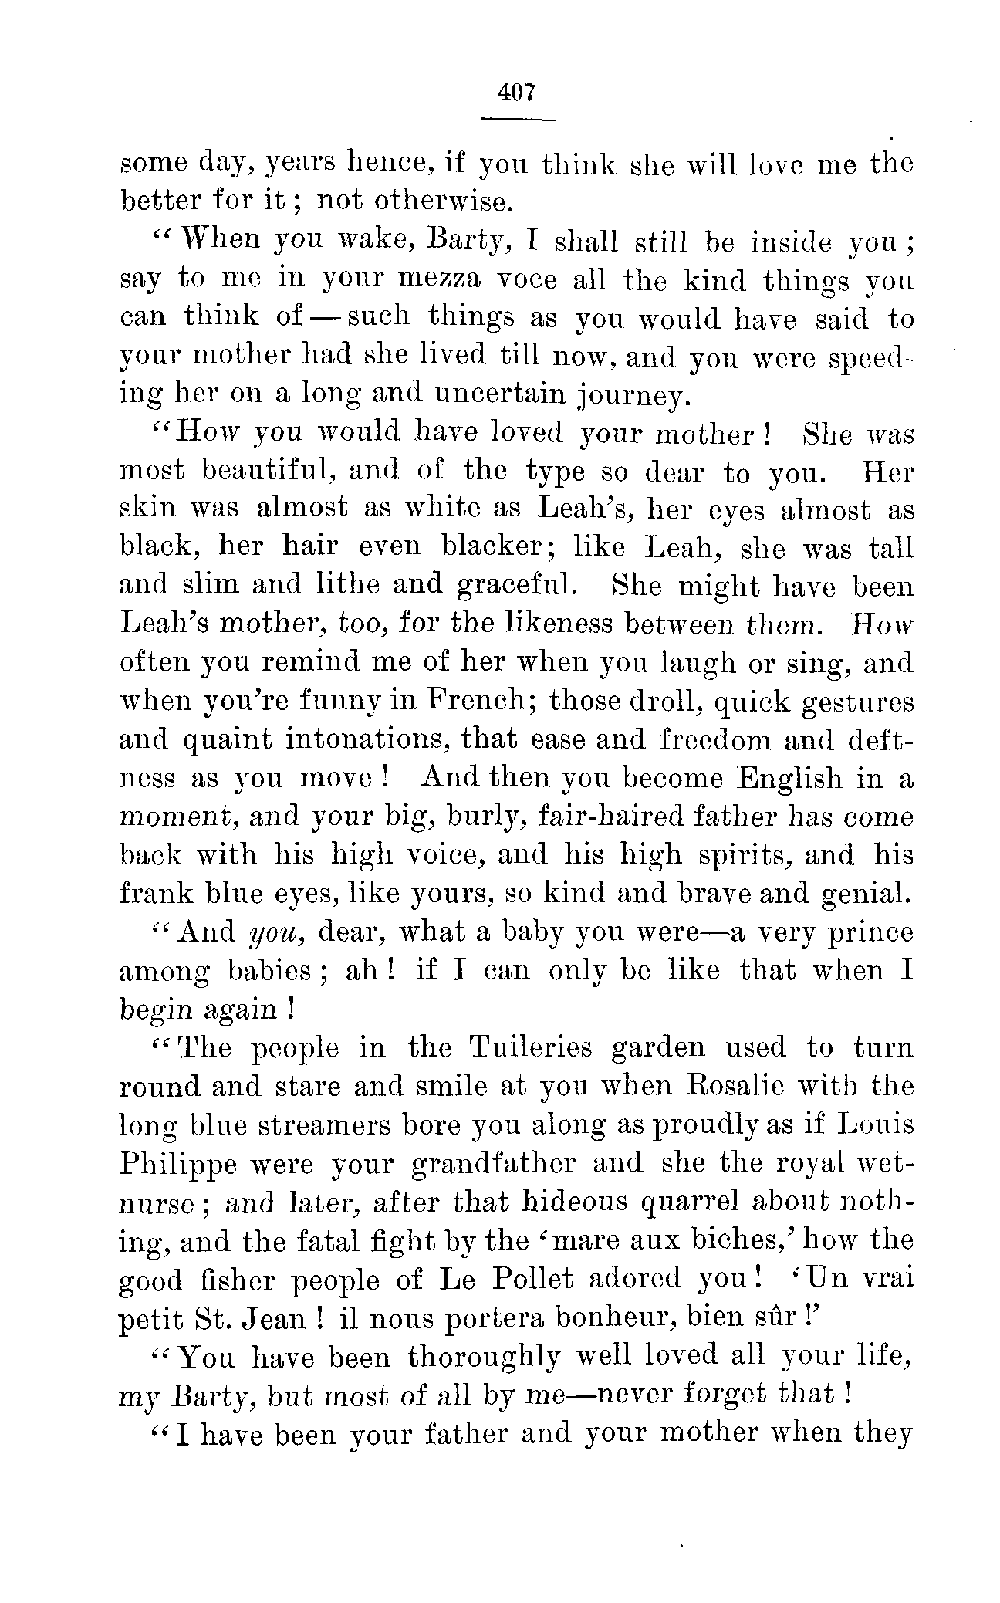 407
some day, years hence, if you think she will love me the
better for it; not otherwise.
“When you wake, Barty, I shall still be inside you;
say to me in your mezza voce all the kind things you
can think of—such things as you would have said to
your mother had she lived till now, and you were speed-
ing her on a long and uncertain journey.
“How you would have loved your mother! She was
most beautiful, and of the type so dear to you. Her
skin was almost as white as Leah’s, her eyes almost as
black, her hair even blacker; like Leah, she was tall
and slim and lithe and graceful. She might have been
Leah’s mother, too, for the likeness between them. How
often you remind me of her when you laugh or sing, and
when you’re funny in French; those droll, quick gestures
and quaint intonations, that ease and freedom and deft-
ness as you move! And then you become English in a
moment, and your big, burly, fair-haired father has come
back with his high voice, and his high spirits, and his
frank blue eyes, like yours, so kind and brave and genial.
“And you, dear, what a baby you were—a very prince
among babies; ah! if I can only be like that when I
begin again!
“The people in the Tuileries garden used to turn
round and stare and smile at you when Rosalie with the
long blue streamers bore you along as proudly as if Louis
Philippe were your grandfather and she the royal wet-
nurse; and later, after that hideous quarrel about noth-
ing, and the fatal fight by the ‘mare aux biches,’ how the
good fisher people of Le Pollet adored you! ‘Un vrai
petit St. Jean! il nous portera bonheur, bien sûr!’
“You have been thoroughly well loved all your life,
my Barty, but most of all by me—never forget that!
“I have been your father and your mother when they